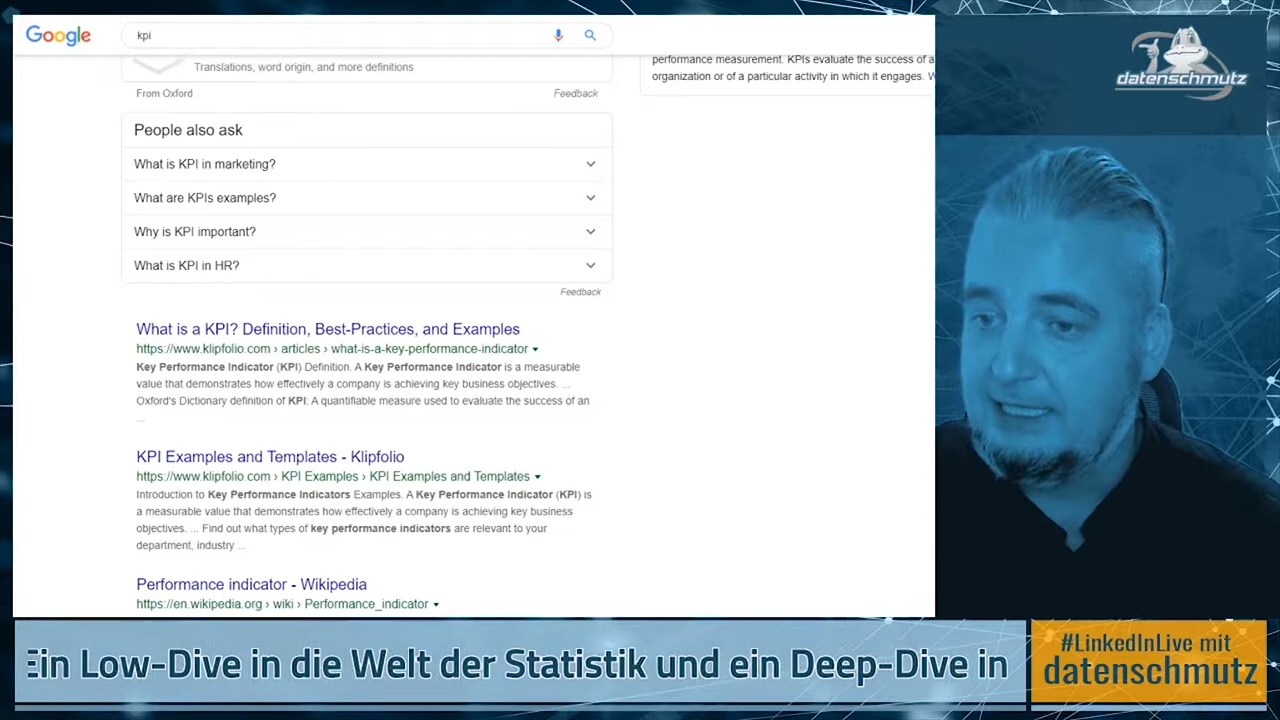 Google
kpi
Translations, word origin, and more definitions
From Oxford
Feedback
performance measurement. KPIs evaluate the success of a
organization or of a particular activity in which it engages. W
datenschmutz
People also ask
What is KPI in marketing?
What are KPIs examples?
Why is KPI important?
What is KPI in HR?
Feedback
What is a KPI? Definition, Best-Practices, and Examples
https://www.klipfolio.com › articles › what-is-a-key-performance-indicator
Key Performance Indicator (KPI) Definition. A Key Performance Indicator is a measurable
value that demonstrates how effectively a company is achieving key business objectives. ...
Oxford's Dictionary definition of KPI: A quantifiable measure used to evaluate the success of an
...
KPI Examples and Templates - Klipfolio
https://www.klipfolio.com › KPI Examples › KPI Examples and Templates
Introduction to Key Performance Indicators Examples. A Key Performance Indicator (KPI) is
a measurable value that demonstrates how effectively a company is achieving key business
objectives. ... Find out what types of key performance indicators are relevant to your
department, industry ...
Performance indicator - Wikipedia
https://en.wikipedia.org › wiki › Performance_indicator
Ein Low-Dive in die Welt der Statistik und ein Deep-Dive in
#LinkedInLive mit
datenschmutz